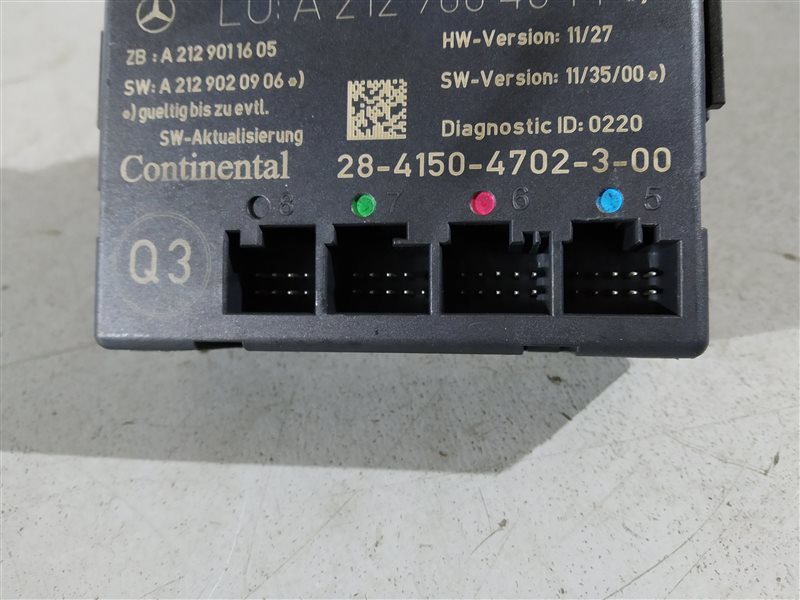 LU: A 212
ZB : A 212 901 16 05
HW-Version: 11/27
SW: A 212 902 09 06 *)
SW-Version: 11/35/00 *)
*) gueltig bis zu evtl.
SW-Aktualisierung
Diagnostic ID: 0220
Continental 28-4150-4702-3-00
8 7 6 5
Q3